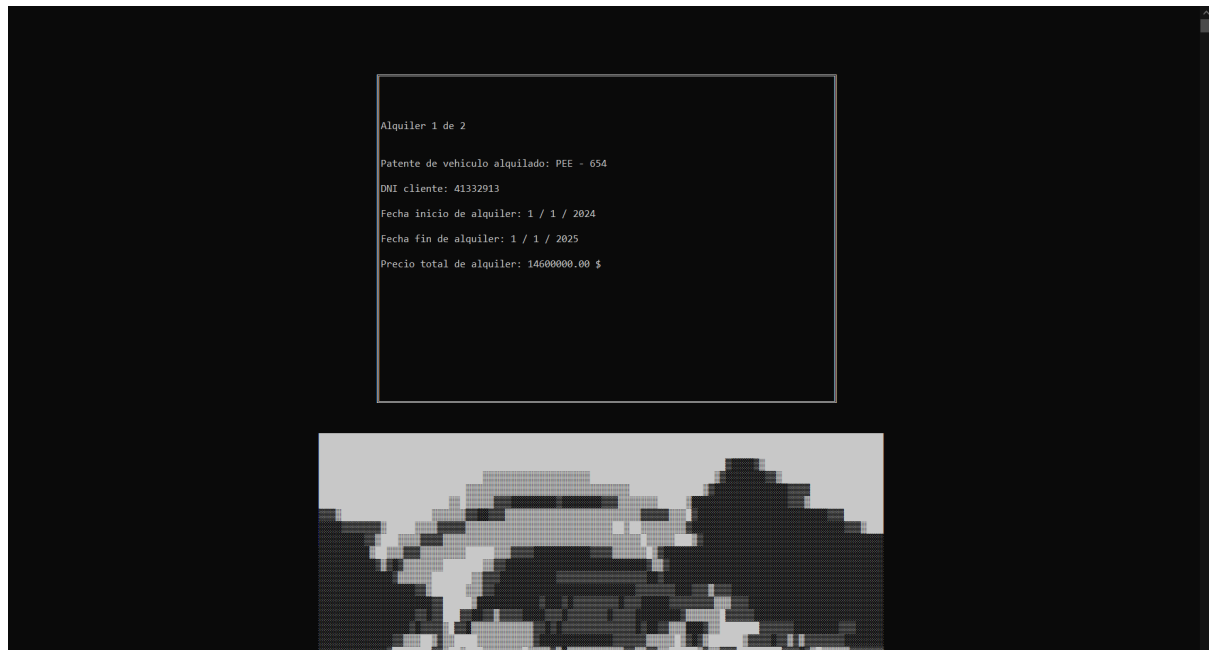 Alquiler 1 de 2
Patente de vehiculo alquilado: PEE - 654
DNI cliente: 41332913
Fecha inicio de alquiler: 1 / 1 / 2024
Fecha fin de alquiler: 1 / 1 / 2025
Precio total de alquiler: 14600000.00 $